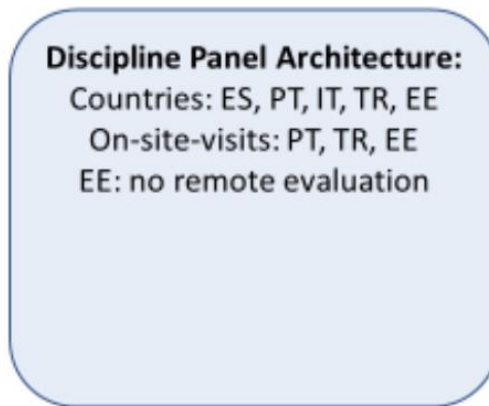 Discipline Panel Architecture:
Countries: ES, PT, IT, TR, EE
On-site-visits: PT, TR, EE
EE: no remote evaluation